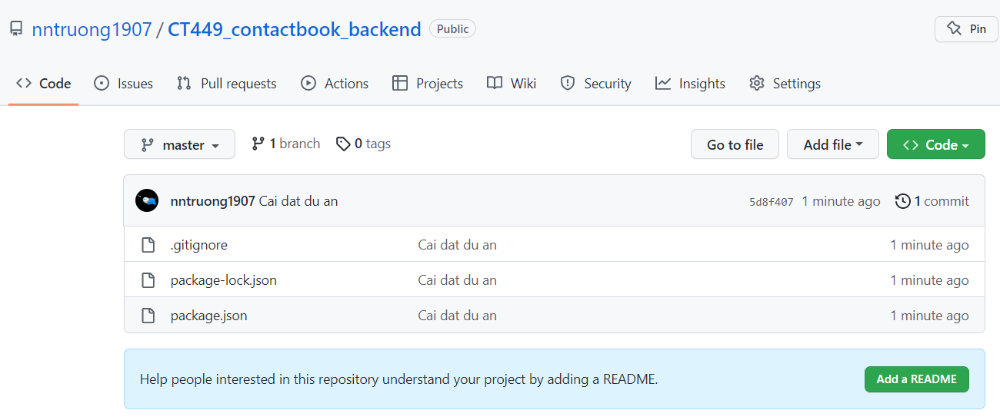 nntruong1907 / CT449_contactbook_backend Public Pin
Code Issues Pull requests Actions Projects Wiki Security Insights Settings
master 1 branch 0 tags Go to file Add file Code
nntruong1907 Cai dat du an 5d8f407 1 minute ago 1 commit
.gitignore Cai dat du an 1 minute ago
package-lock.json Cai dat du an 1 minute ago
package.json Cai dat du an 1 minute ago
Help people interested in this repository understand your project by adding a README. Add a README